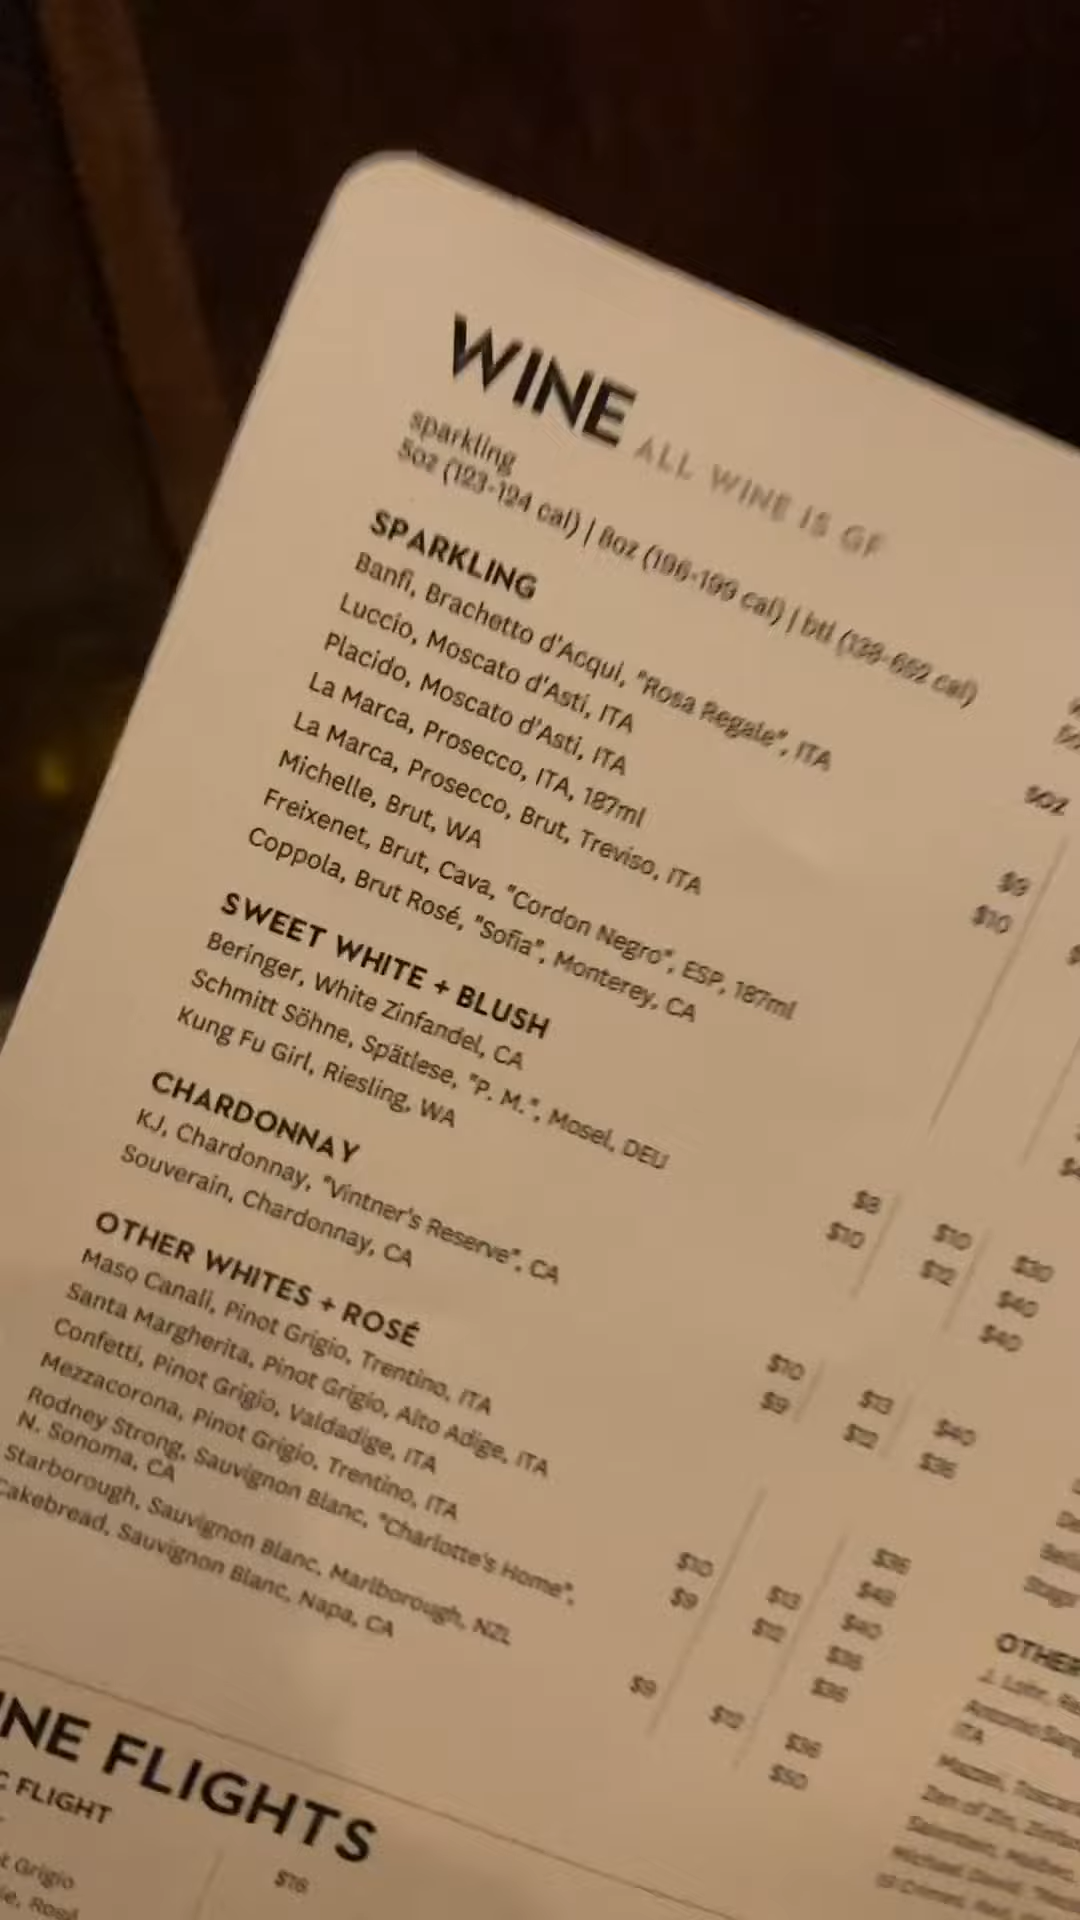 WINE ALL WINE IS GF
sparkling
5oz (123-124 cal) | 8oz (196-199 cal) | btl
5oz
SPARKLING
Banfi, Brachetto d'Acqui, "Rosa Regale", ITA
Luccio, Moscato d'Asti, ITA $9
Placido, Moscato d'Asti, ITA $10
La Marca, Prosecco, ITA, 187ml
La Marca, Prosecco, Brut, Treviso, ITA
Michelle, Brut, WA
Freixenet, Brut, Cava, "Cordon Negro", ESP, 187ml
Coppola, Brut Rosé, "Sofia", Monterey, CA
SWEET WHITE + BLUSH
Beringer, White Zinfandel, CA $8 $10 $30
Schmitt Söhne, Spätlese, "P. M.", Mosel, DEU $10 $12 $40
Kung Fu Girl, Riesling, WA $40
CHARDONNAY
KJ, Chardonnay, "Vintner's Reserve", CA $10 $13 $40
Souverain, Chardonnay, CA $9 $12 $36
OTHER WHITES + ROSÉ
Maso Canali, Pinot Grigio, Trentino, ITA $36
Santa Margherita, Pinot Grigio, Alto Adige, ITA
Confetti, Pinot Grigio, Valdadige, ITA $10 $13 $40
Mezzacorona, Pinot Grigio, Trentino, ITA $9 $12 $36
Rodney Strong, Sauvignon Blanc, "Charlotte's Home", $36
N. Sonoma, CA
Starborough, Sauvignon Blanc, Marlborough, NZL $9 $12 $36
Cakebread, Sauvignon Blanc, Napa, CA $50
FLIGHTS
FLIGHT $16
Grigio
Rosé
OTHER
J. Lohr,
ITA
Zen of Zin,